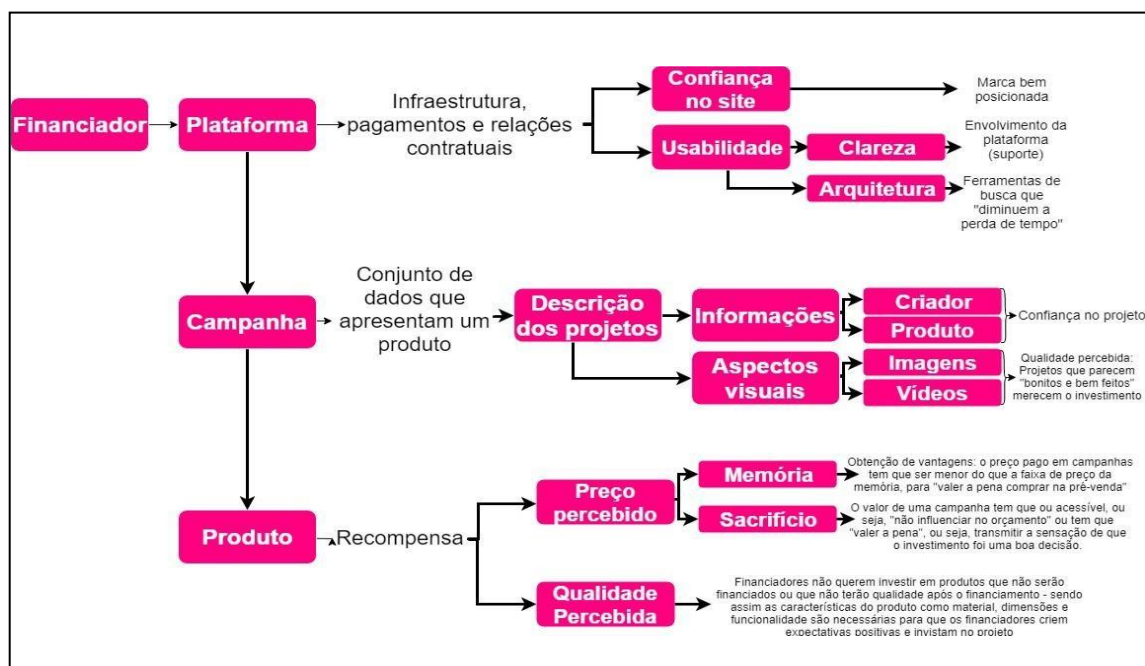 Financiador
Plataforma
Infraestrutura,
pagamentos e relações
contratuais
Confiança
no site
Marca bem
posicionada
Usabilidade
Clareza
Envolvimento da
plataforma
(suporte)
Arquitetura
Ferramentas de
busca que
"diminuem a
perda de tempo"
Campanha
Conjunto de
dados que
apresentam um
produto
Descrição
dos projetos
Informações
Criador
Produto
Confiança no projeto
Aspectos
visuais
Imagens
Vídeos
Qualidade percebida:
Projetos que parecem
"bonitos e bem feitos"
merecem o investimento
Produto
Recompensa
Preço
percebido
Memória
Obtenção de vantagens: o preço pago em campanhas
tem que ser menor do que a faixa de preço da
memória, para "valer a pena comprar na pré-venda"
Sacrifício
O valor de uma campanha tem que ou acessível, ou
seja, "não influenciar no orçamento" ou tem que
"valer a pena", ou seja, transmitir a sensação de que
o investimento foi uma boa decisão.
Qualidade
Percebida
Financiadores não querem investir em produtos que não serão
financiados ou que não terão qualidade após o financiamento - sendo
assim as características do produto como material, dimensões e
funcionalidade são necessárias para que os financiadores criem
expectativas positivas e invistam no projeto